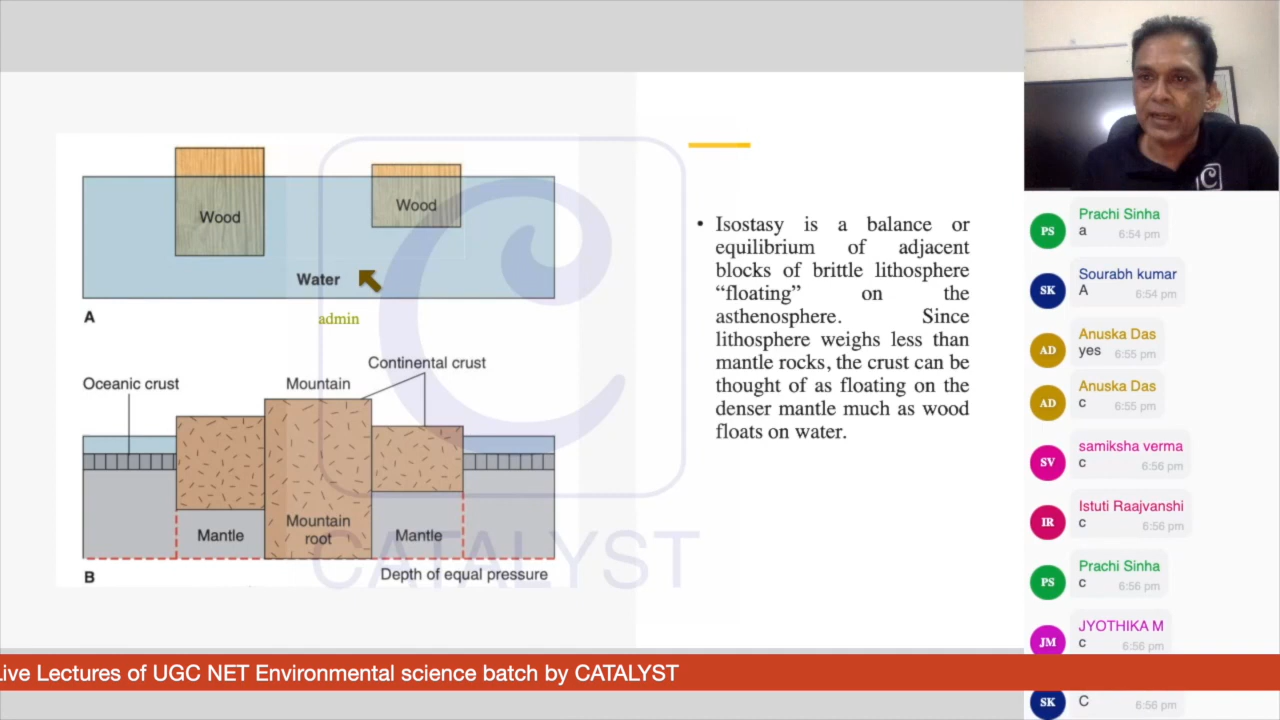 Wood
Wood
Water
A
admin
Continental crust
Oceanic crust
Mountain
Mantle
Mountain
root
Mantle
B
Depth of equal pressure
CATALYST
• Isostasy is a balance or
equilibrium of adjacent
blocks of brittle lithosphere
“floating” on the
asthenosphere. Since
lithosphere weighs less than
mantle rocks, the crust can be
thought of as floating on the
denser mantle much as wood
floats on water.
PS
Prachi Sinha
a
6:54 pm
SK
Sourabh kumar
A
6:54 pm
AD
Anuska Das
yes
6:55 pm
AD
Anuska Das
c
6:55 pm
SV
samiksha verma
c
6:56 pm
IR
Istuti Raajvanshi
c
6:56 pm
PS
Prachi Sinha
c
6:56 pm
JM
JYOTHIKA M
c
6:56 pm
SK
C
6:56 pm
Live Lectures of UGC NET Environmental science batch by CATALYST